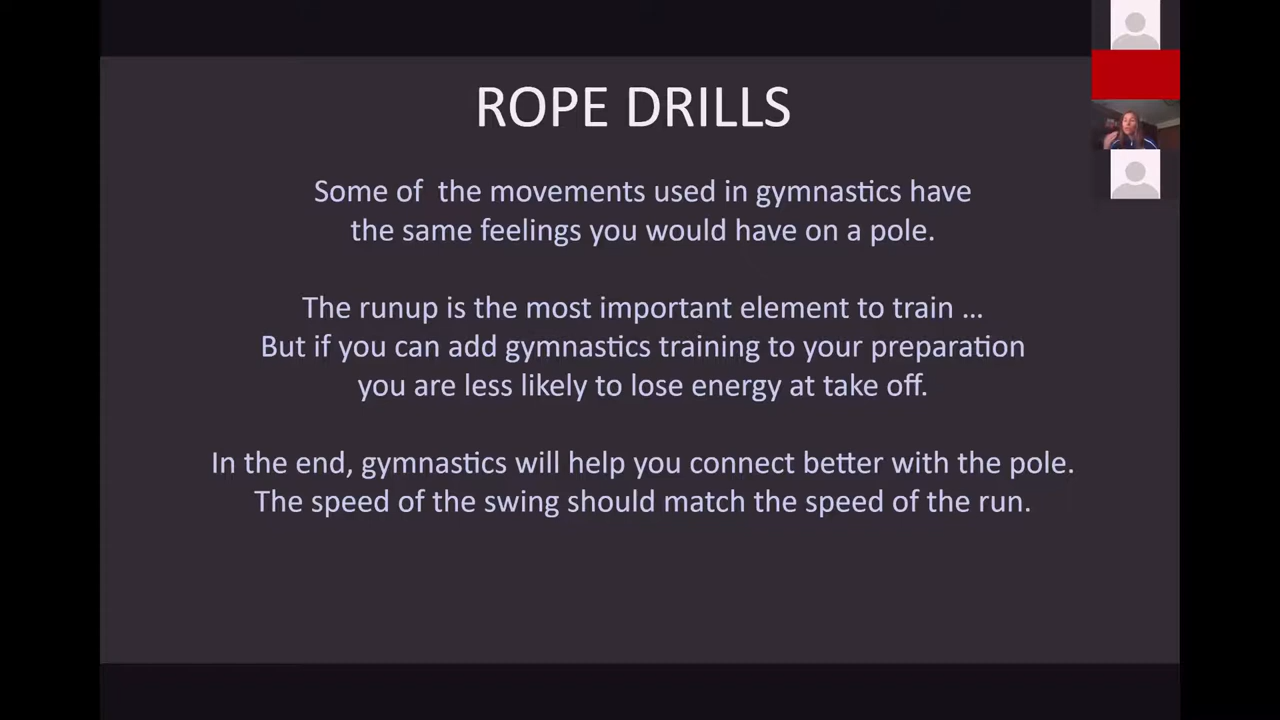 ROPE DRILLS
Some of  the movements used in gymnastics have
the same feelings you would have on a pole.
The runup is the most important element to train ...
But if you can add gymnastics training to your preparation
you are less likely to lose energy at take off.
In the end, gymnastics will help you connect better with the pole.
The speed of the swing should match the speed of the run.